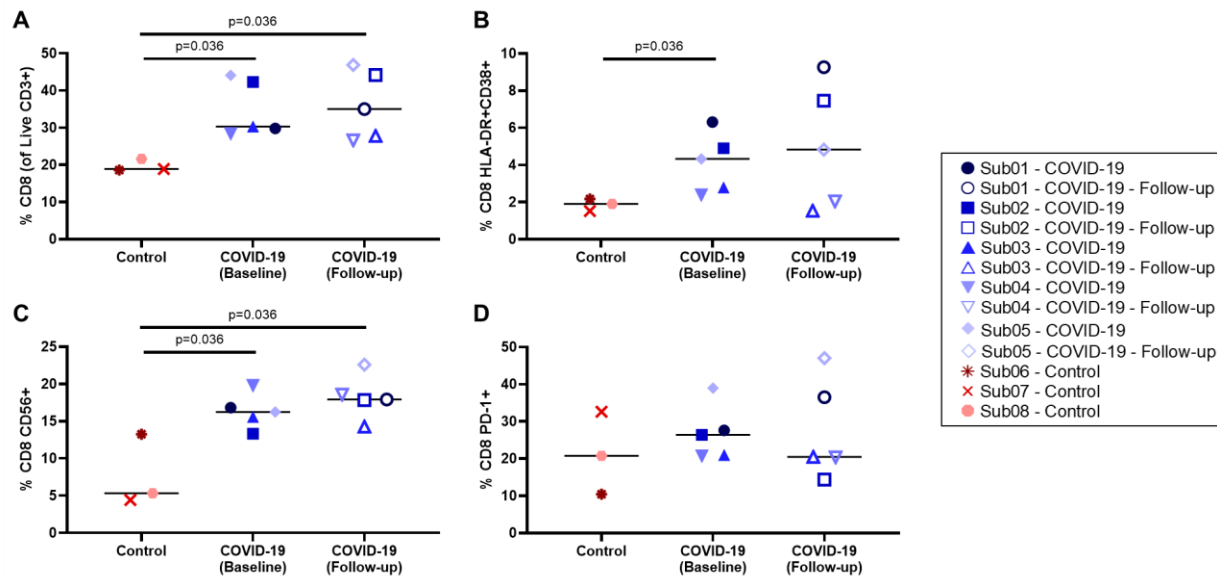 A
p=0.036
p=0.036
% CD8 (of Live CD3+)
50
40
30
20
10
0
Control
COVID-19
(Baseline)
COVID-19
(Follow-up)
B
p=0.036
% CD8 HLA-DR+CD38+
10
8
6
4
2
0
Control
COVID-19
(Baseline)
COVID-19
(Follow-up)
C
p=0.036
p=0.036
% CD8 CD56+
25
20
15
10
5
0
Control
COVID-19
(Baseline)
COVID-19
(Follow-up)
D
% CD8 PD-1+
50
40
30
20
10
0
Control
COVID-19
(Baseline)
COVID-19
(Follow-up)
Sub01 - COVID-19
Sub01 - COVID-19 - Follow-up
Sub02 - COVID-19
Sub02 - COVID-19 - Follow-up
Sub03 - COVID-19
Sub03 - COVID-19 - Follow-up
Sub04 - COVID-19
Sub04 - COVID-19 - Follow-up
Sub05 - COVID-19
Sub05 - COVID-19 - Follow-up
Sub06 - Control
Sub07 - Control
Sub08 - Control